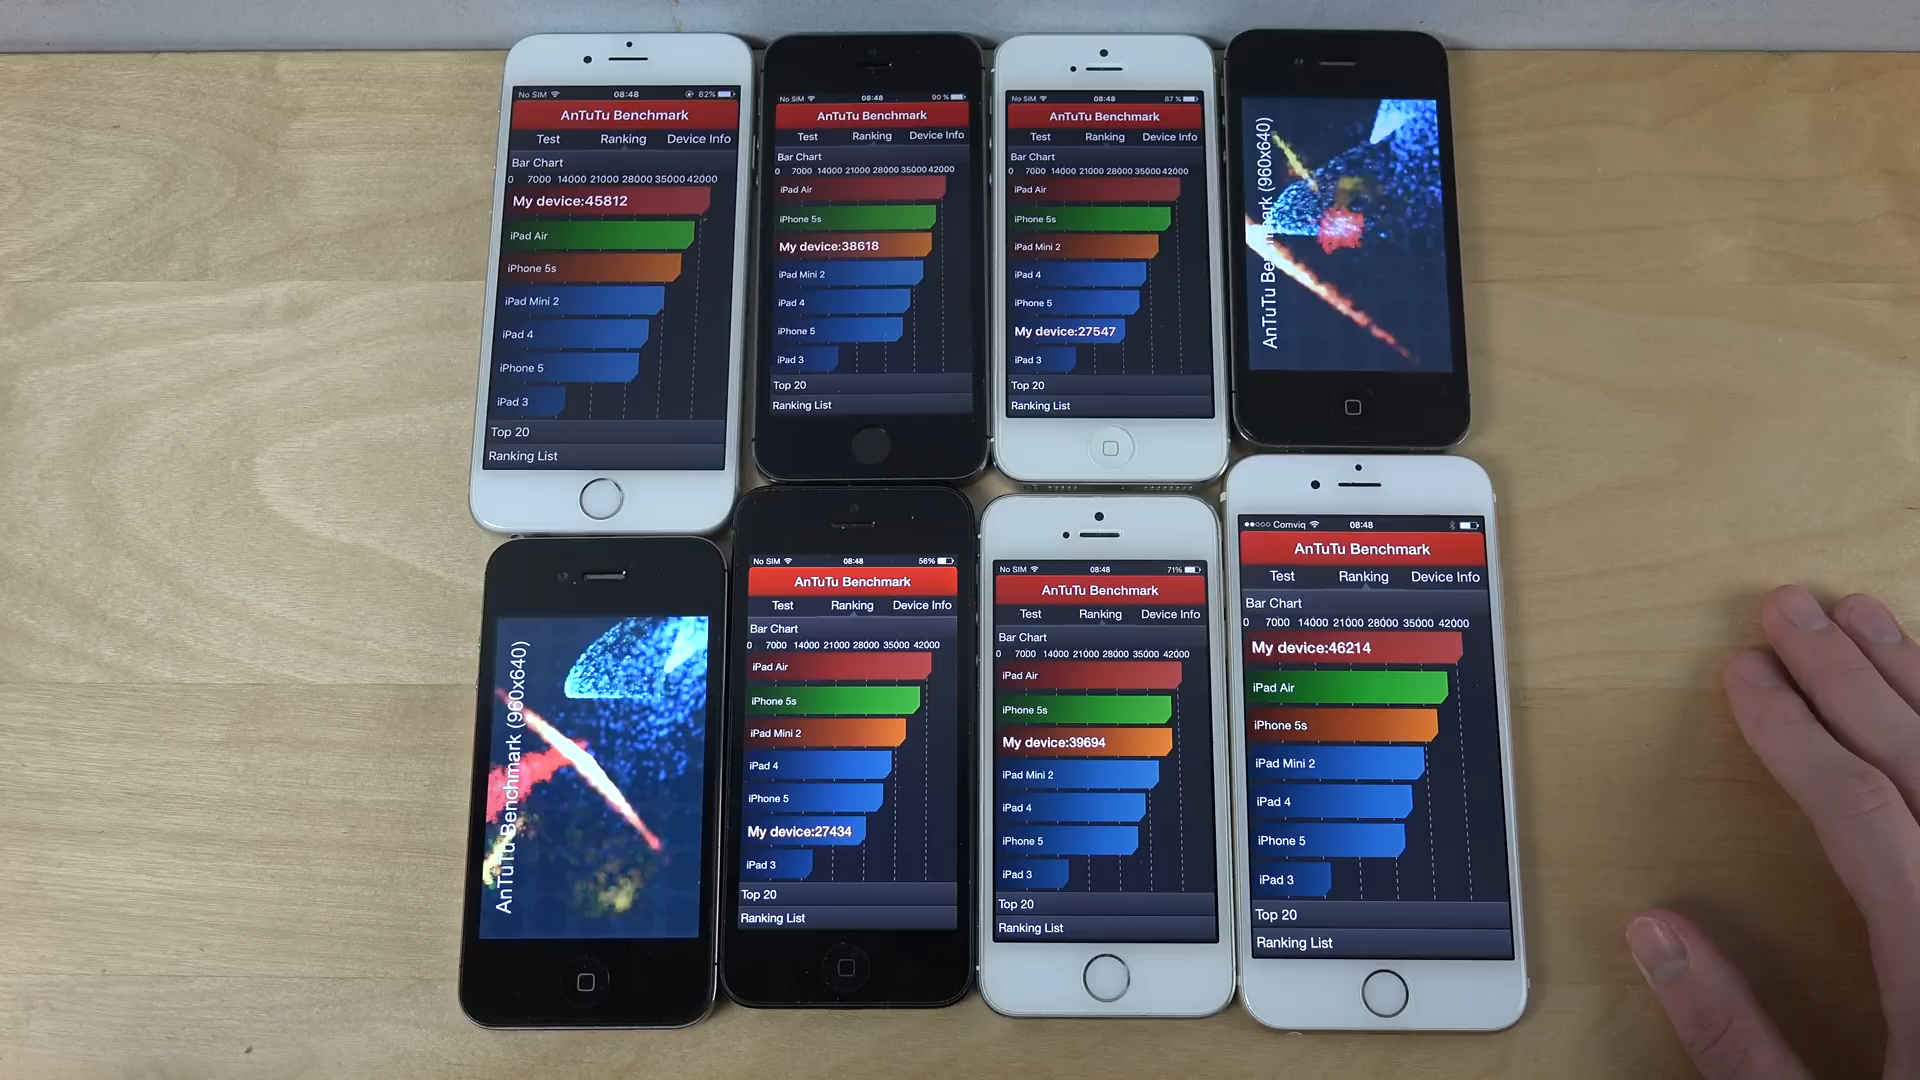 No SIM 08:48 82%
AnTuTu Benchmark
Test Ranking Device Info
Bar Chart
0 7000 14000 21000 28000 35000 42000
My device:45812
iPad Air
iPhone 5s
iPad Mini 2
iPad 4
iPhone 5
iPad 3
Top 20
Ranking List
No SIM 08:48 90 %
AnTuTu Benchmark
Test Ranking Device Info
Bar Chart
0 7000 14000 21000 28000 35000 42000
iPad Air
iPhone 5s
My device:38618
iPad Mini 2
iPad 4
iPhone 5
iPad 3
Top 20
Ranking List
No SIM 08:48 87 %
AnTuTu Benchmark
Test Ranking Device Info
Bar Chart
0 7000 14000 21000 28000 35000 42000
iPad Air
iPhone 5s
iPad Mini 2
iPad 4
iPhone 5
My device:27547
iPad 3
Top 20
Ranking List
AnTuTu Benchmark (960x640)
AnTuTu Benchmark (960x640)
No SIM 08:48 56%
AnTuTu Benchmark
Test Ranking Device Info
Bar Chart
0 7000 14000 21000 28000 35000 42000
iPad Air
iPhone 5s
iPad Mini 2
iPad 4
iPhone 5
My device:27434
iPad 3
Top 20
Ranking List
No SIM 08:48 71%
AnTuTu Benchmark
Test Ranking Device Info
Bar Chart
0 7000 14000 21000 28000 35000 42000
iPad Air
iPhone 5s
My device:39694
iPad Mini 2
iPad 4
iPhone 5
iPad 3
Top 20
Ranking List
Comviq 08:48
AnTuTu Benchmark
Test Ranking Device Info
Bar Chart
0 7000 14000 21000 28000 35000 42000
My device:46214
iPad Air
iPhone 5s
iPad Mini 2
iPad 4
iPhone 5
iPad 3
Top 20
Ranking List